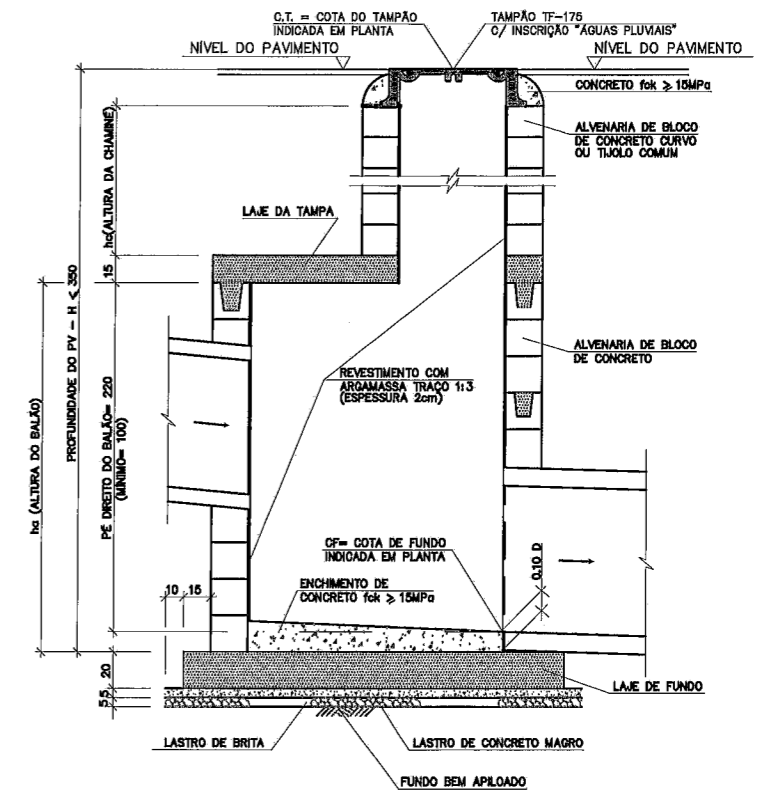 C.T. = COTA DO TAMPÃO
INDICADA EM PLANTA
TAMPÃO TF-175
C/ INSCRIÇÃO "ÁGUAS PLUVIAIS"
NÍVEL DO PAVIMENTO
NÍVEL DO PAVIMENTO
CONCRETO fok ⩾ 15MPa
ALVENARIA DE BLOCO
DE CONCRETO CURVO
OU TIJOLO COMUM
hc(ALTURA DA CHAMINE)
LAJE DA TAMPA
15
PROFUNDIDADE DO PV - H ⩽ 350
ALVENARIA DE BLOCO
DE CONCRETO
REVESTIMENTO COM
ARGAMASSA TRAÇO 1:3
(ESPESSURA 2cm)
ha (ALTURA DO BALÃO)
PÉ DIREITO DO BALÃO= 220
(MÍNIMO= 100)
CF= COTA DE FUNDO
INDICADA EM PLANTA
0,10 D
ENCHIMENTO DE
CONCRETO fck ⩾ 15MPa
10 15
20
LAJE DE FUNDO
5 5
LASTRO DE BRITA
LASTRO DE CONCRETO MAGRO
FUNDO BEM APILOADO